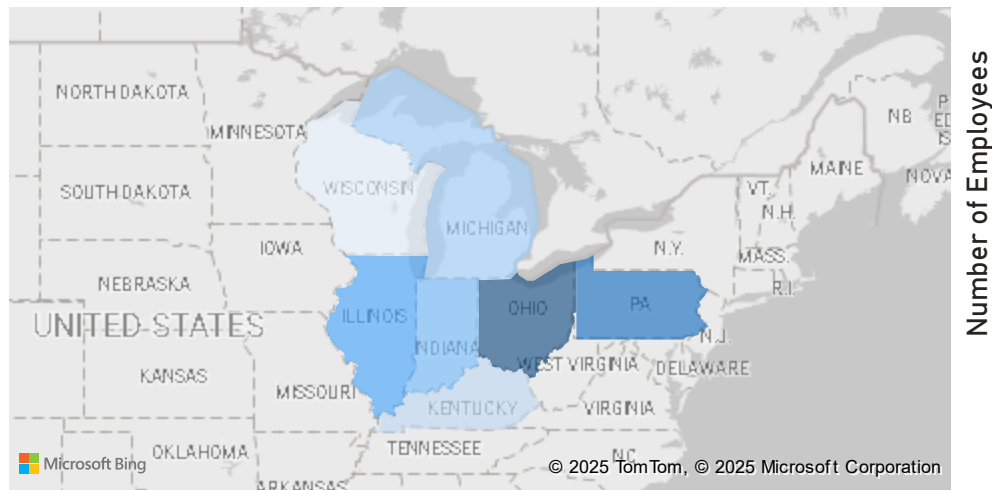 NORTH DAKOTA
MINNESOTA
SOUTH DAKOTA
WISCONSIN
MICHIGAN
IOWA
NEBRASKA
UNITED STATES
ILLINOIS
INDIANA
OHIO
PA
N.Y.
VT.
N.H.
MAINE
NB
MASS.
R.I.
N.J.
KANSAS
MISSOURI
WEST VIRGINIA
DELAWARE
KENTUCKY
VIRGINIA
OKLAHOMA
TENNESSEE
NC
ARKANSAS
NOVA
P
ED
IS
Microsoft Bing
© 2025 TomTom, © 2025 Microsoft Corporation
Number of Employees